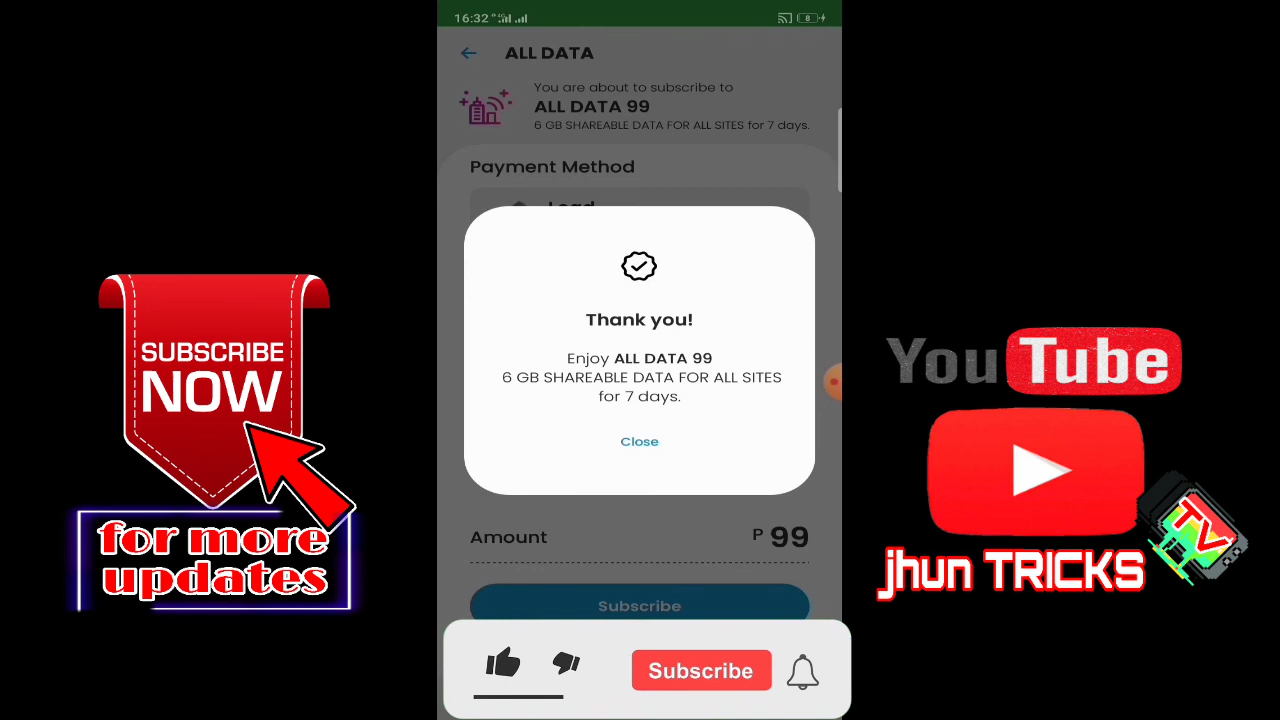 16:32
8
ALL DATA
You are about to subscribe to
ALL DATA 99
6 GB SHAREABLE DATA FOR ALL SITES for 7 days.
Payment Method
Load
Thank you!
Enjoy ALL DATA 99
6 GB SHAREABLE DATA FOR ALL SITES
for 7 days.
Close
Amount
P 99
Subscribe
Subscribe
SUBSCRIBE
NOW
for more
updates
YouTube
TV
jhun TRICKS